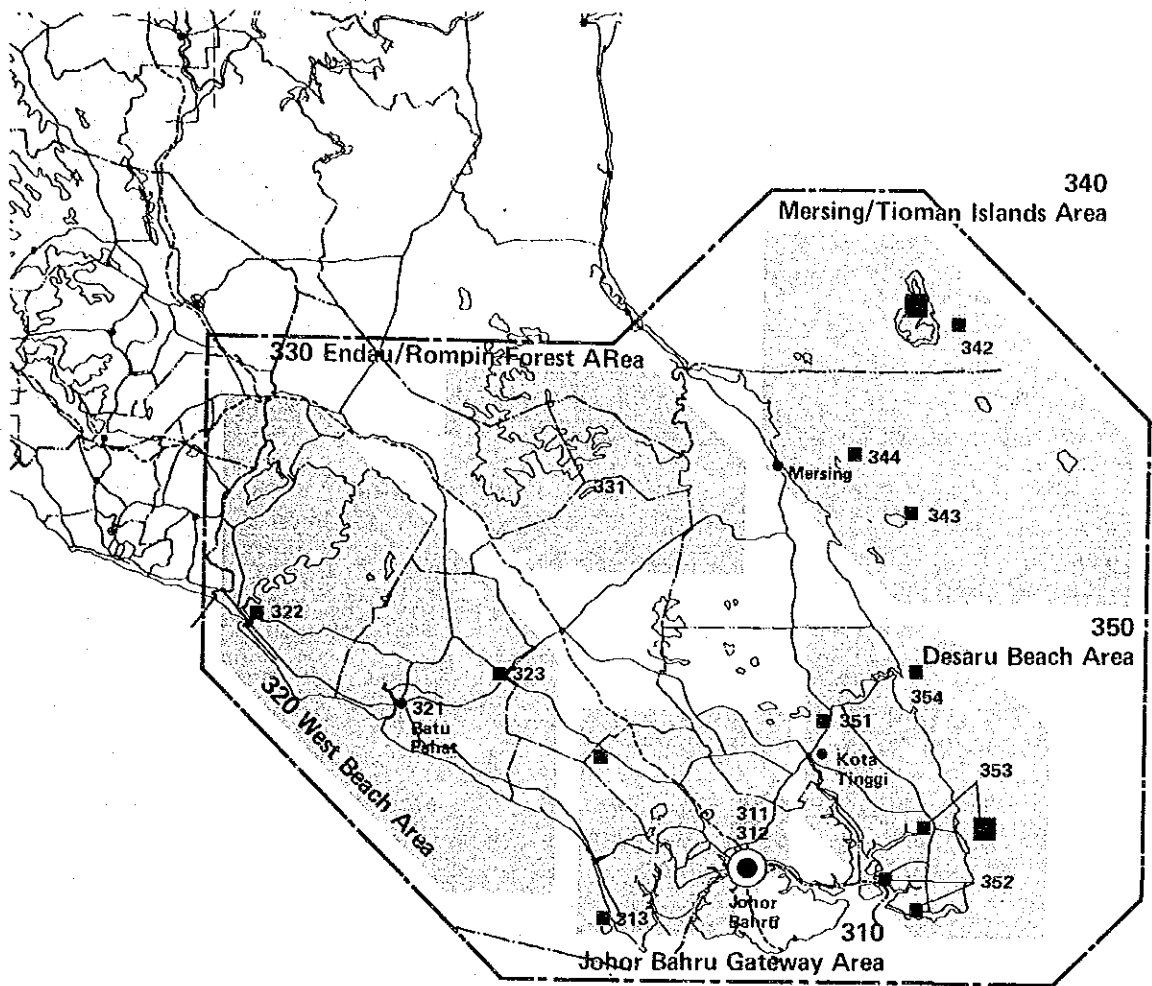 340
Mersing/Tioman Islands Area
342
330 Endau/Rompin Forest ARea
344
Mersing
331
343
322
350
Desaru Beach Area
323
354
320 West Beach Area
321
Batu
Pahat
351
Kota
Tinggi
353
311
312
352
Johor
Bahru
313
310
Johor Bahru Gateway Area